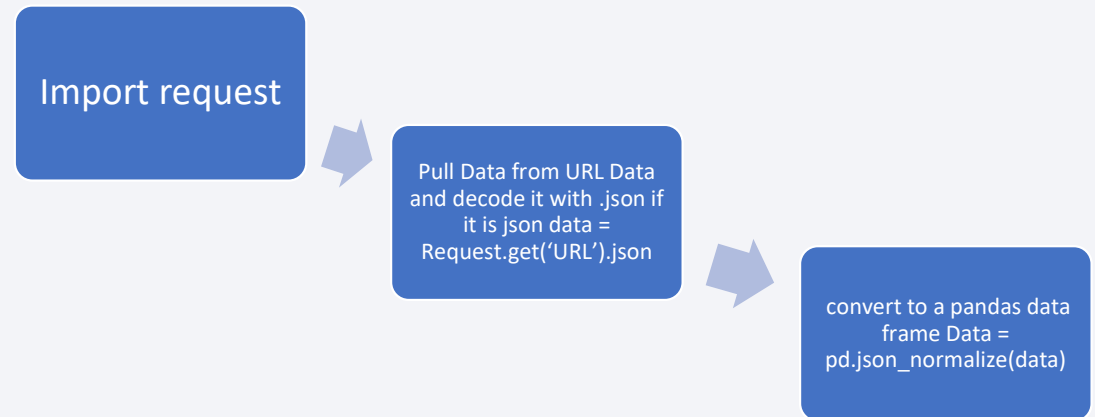 Import request
Pull Data from URL Data
and decode it with .json if
it is json data =
Request.get(‘URL’).json
convert to a pandas data
frame Data =
pd.json_normalize(data)